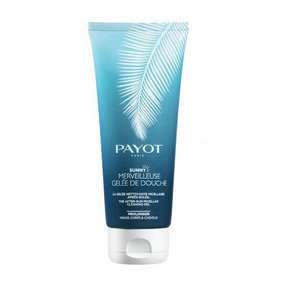 PAYOT
PARIS
SUNNY
MERVEILLEUSE
GELÉE DE DOUCHE
LA GELÉE NETTOYANTE MICELLAIRE
APRÈS-SOLEIL
THE AFTER-SUN MICELLAR
CLEANSING GEL
PROLONGER
VISAGE, CORPS & CHEVEUX